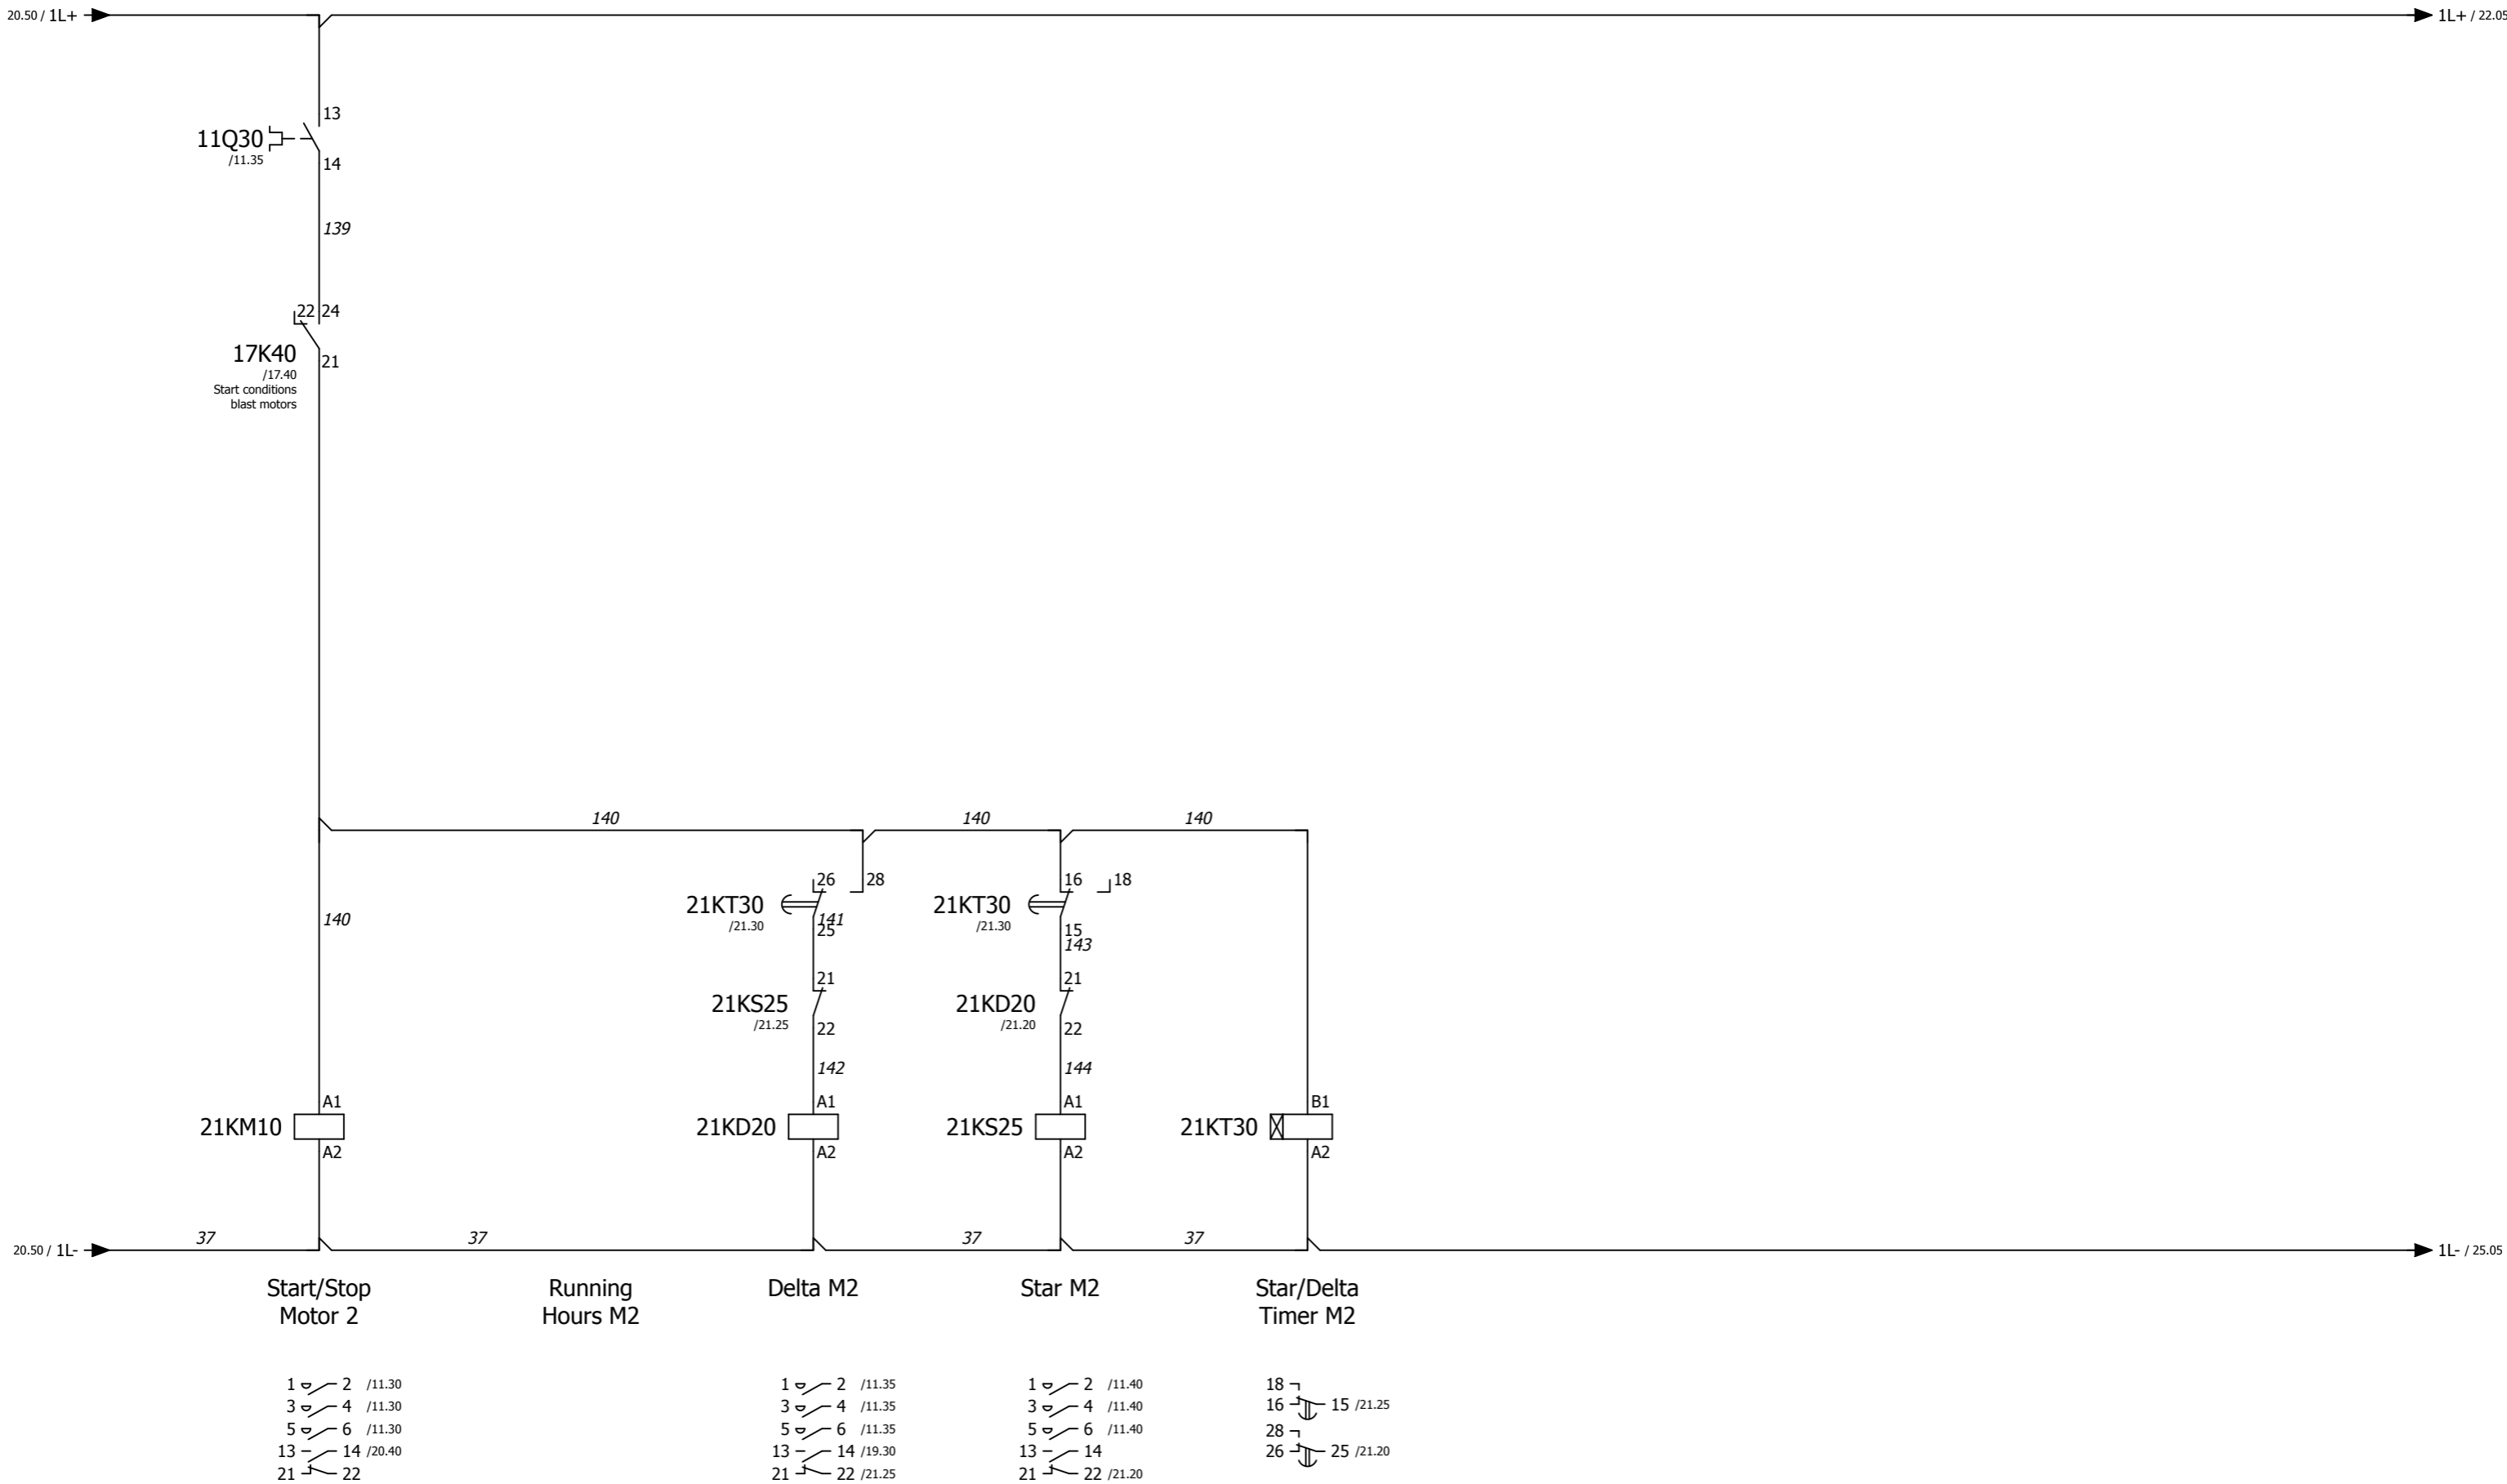 20.50 / 1L+
1L+ / 22.05
13
11Q30
/11.35
14
139
22 24
17K40
21
/17.40
Start conditions
blast motors
140 140 140
26 28 16 18
21KT30 21KT30
140 141 /21.30 25 /21.30 15
143
21 21
21KS25 21KD20
/21.25 22 /21.20 22
142 144
A1 A1 A1 B1
21KM10 21KD20 21KS25 21KT30
A2 A2 A2 A2
37 37 37 37
20.50 / 1L-
1L- / 25.05
Start/Stop
Motor 2
Running
Hours M2
Delta M2
Star M2
Star/Delta
Timer M2
1 2 /11.30
3 4 /11.30
5 6 /11.30
13 14 /20.40
21 22
1 2 /11.35
3 4 /11.35
5 6 /11.35
13 14 /19.30
21 22 /21.25
1 2 /11.40
3 4 /11.40
5 6 /11.40
13 14
21 22 /21.20
18
16 15 /21.25
28
26 25 /21.20